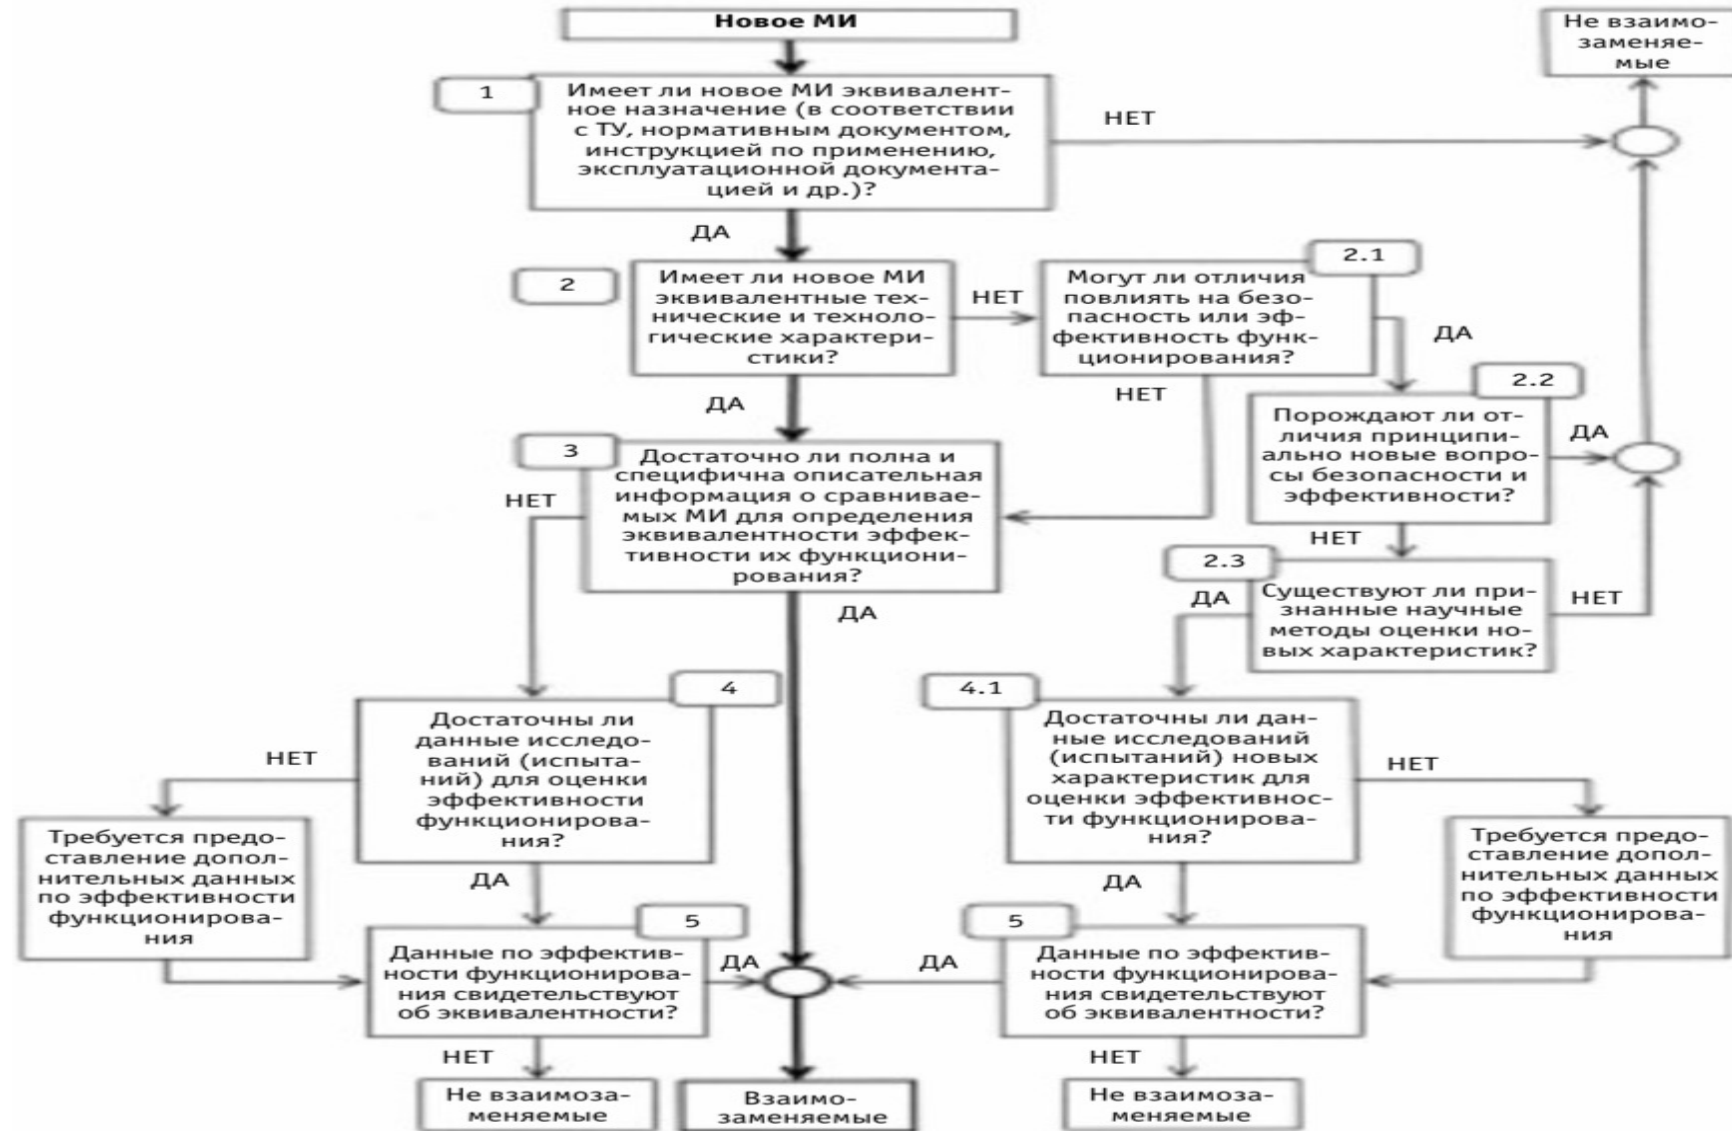 Новое МИ
Не взаимо-
заменяе-
мые
1
Имеет ли новое МИ эквивалент-
ное назначение (в соответствии
с ТУ, нормативным документом,
инструкцией по применению,
эксплуатационной документа-
цией и др.)?
НЕТ
ДА
2
Имеет ли новое МИ
эквивалентные тех-
нические и техноло-
гические характери-
стики?
НЕТ
2.1
Могут ли отличия
повлиять на безо-
пасность или эф-
фективность функ-
ционирования?
ДА
НЕТ
ДА
2.2
Порождают ли от-
личия принципи-
ально новые вопро-
сы безопасности и
эффективности?
ДА
НЕТ
3
Достаточно ли полна и
специфична описательная
информация о сравнивае-
мых МИ для определения
эквивалентности эффек-
тивности их функциони-
рования?
НЕТ
ДА
2.3
Существуют ли при-
знанные научные
методы оценки но-
вых характеристик?
ДА
НЕТ
4
Достаточны ли
данные исследо-
ваний (испыта-
ний) для оценки
эффективности
функционирова-
ния?
НЕТ
ДА
4.1
Достаточны ли дан-
ные исследований
(испытаний) новых
характеристик для
оценки эффективнос-
ти функционирова-
ния?
НЕТ
ДА
Требуется предо-
ставление допол-
нительных данных
по эффективности
функционирова-
ния
Требуется предо-
ставление допол-
нительных данных
по эффективности
функционирова-
ния
5
Данные по эффектив-
ности функционирова-
ния свидетельствуют
об эквивалентности?
ДА
НЕТ
5
Данные по эффектив-
ности функционирова-
ния свидетельствуют
об эквивалентности?
ДА
НЕТ
Не взаимоза-
меняемые
Взаимо-
заменяемые
Не взаимоза-
меняемые